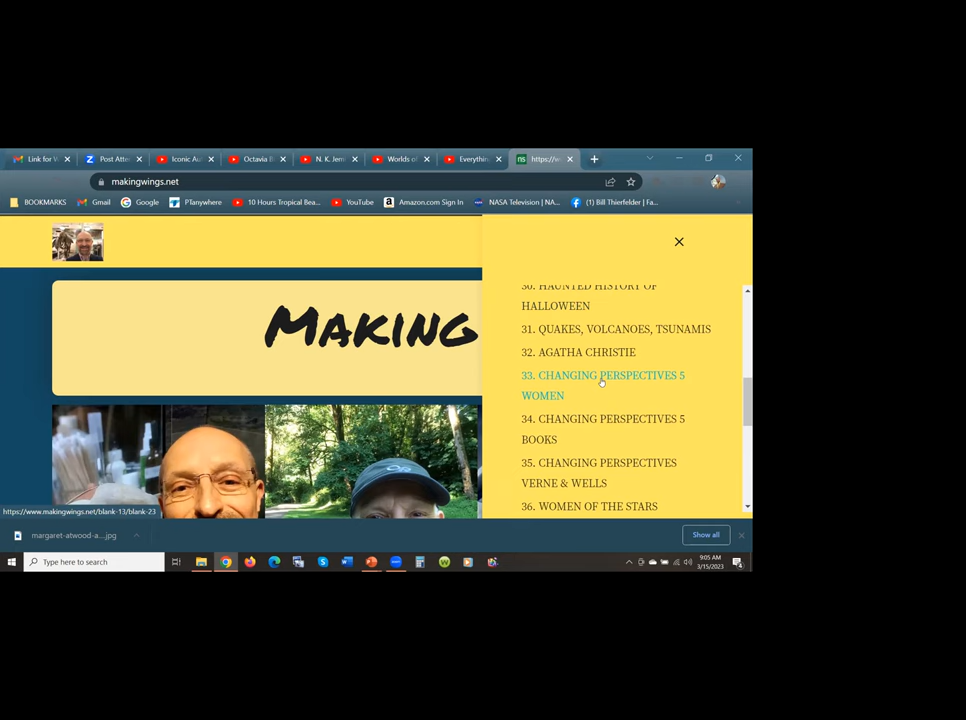 Link for W
Post Atte
Iconic Au
Octavia B
N. K. Jem
Worlds of
Everything
https://w
makingwings.net
BOOKMARKS
Gmail
Google
PTanywhere
10 Hours Tropical Bea...
YouTube
Amazon.com Sign In
NASA Television | NA...
(1) Bill Thierfelder | Fa...
MAKING
30. HAUNTED HISTORY OF
HALLOWEEN
31. QUAKES, VOLCANOES, TSUNAMIS
32. AGATHA CHRISTIE
33. CHANGING PERSPECTIVES 5
WOMEN
34. CHANGING PERSPECTIVES 5
BOOKS
35. CHANGING PERSPECTIVES
VERNE & WELLS
36. WOMEN OF THE STARS
https://www.makingwings.net/blank-13/blank-23
margaret-atwood-a....jpg
Show all
Type here to search
9:05 AM
3/15/2023